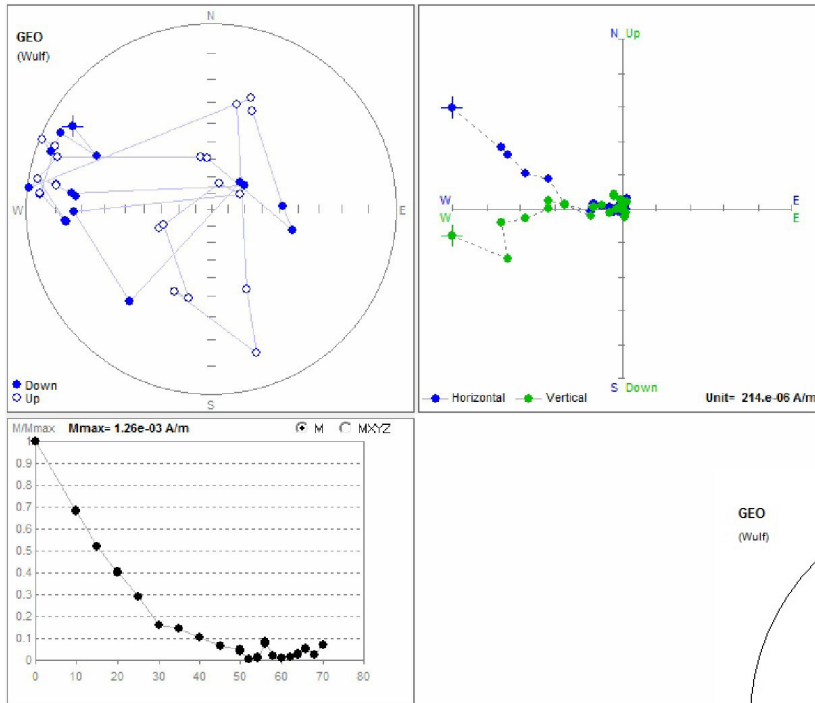 GEO
(Wulf)
N
W
E
S
Down
Up
N Up
W
W
E
E
S Down
Horizontal
Vertical
Unit= 214.e-06 A/m
M/Mmax
Mmax= 1.26e-03 A/m
M
MXYZ
1
0.9
0.8
0.7
0.6
0.5
0.4
0.3
0.2
0.1
0
0 10 20 30 40 50 60 70 80
GEO
(Wulf)